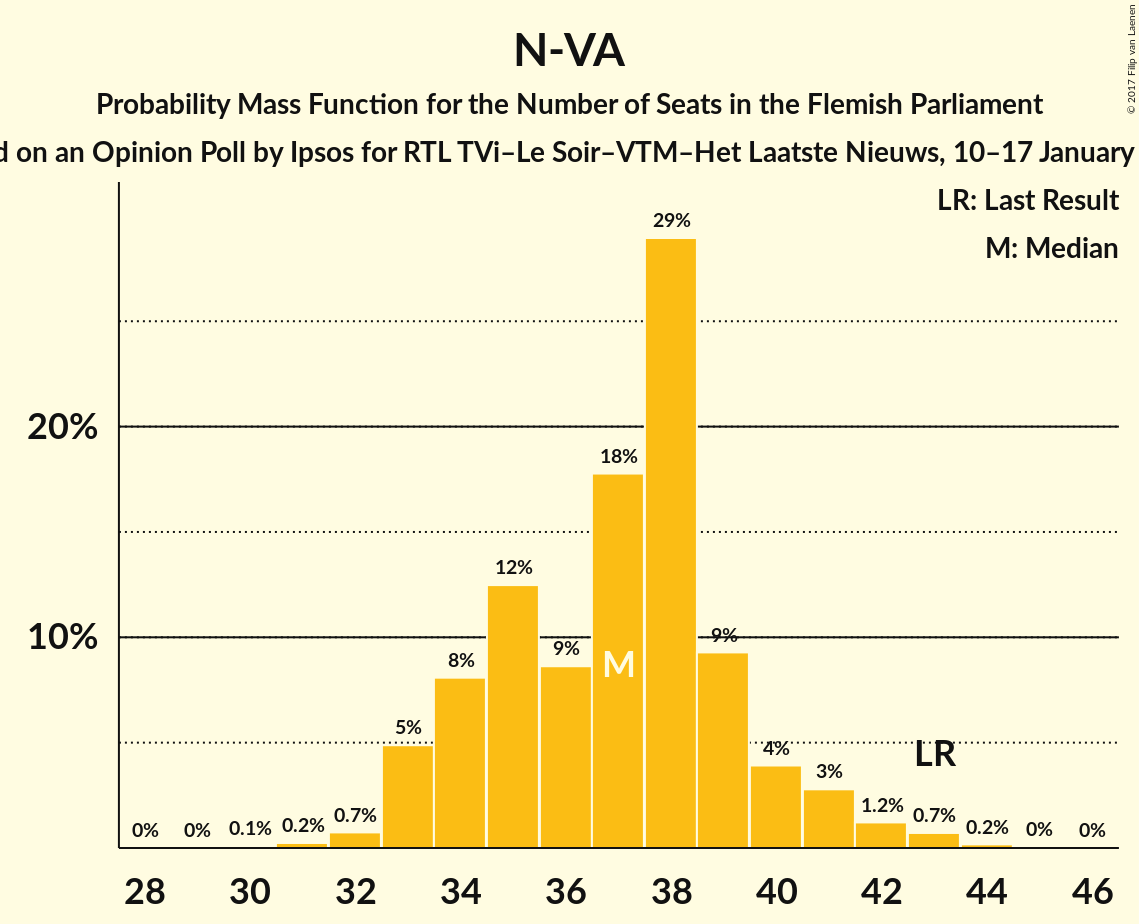 N-VA
Probability Mass Function for the Number of Seats in the Flemish Parliament
on an Opinion Poll by Ipsos for RTL TVi–Le Soir–VTM–Het Laatste Nieuws, 10–17 January
© 2017 Filip van Laenen
LR: Last Result
M: Median
29%
20%
18%
12%
10%
9%
9%
8%
M
5%
4%
LR
3%
1.2%
0.7%
0.7%
0.2%
0.2%
0.1%
0%
0%
0%
0%
28 30 32 34 36 38 40 42 44 46